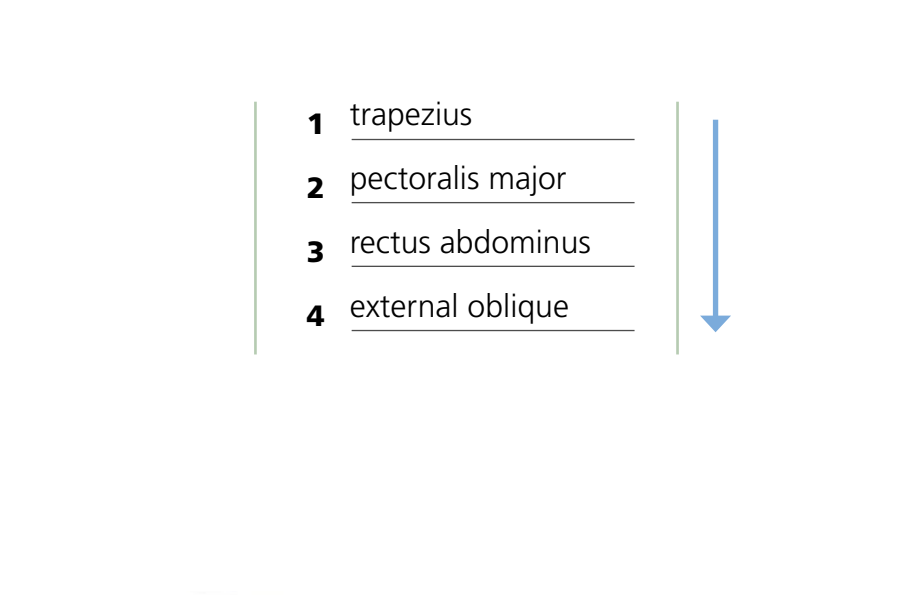 1 trapezius
2 pectoralis major
3 rectus abdominus
4 external oblique